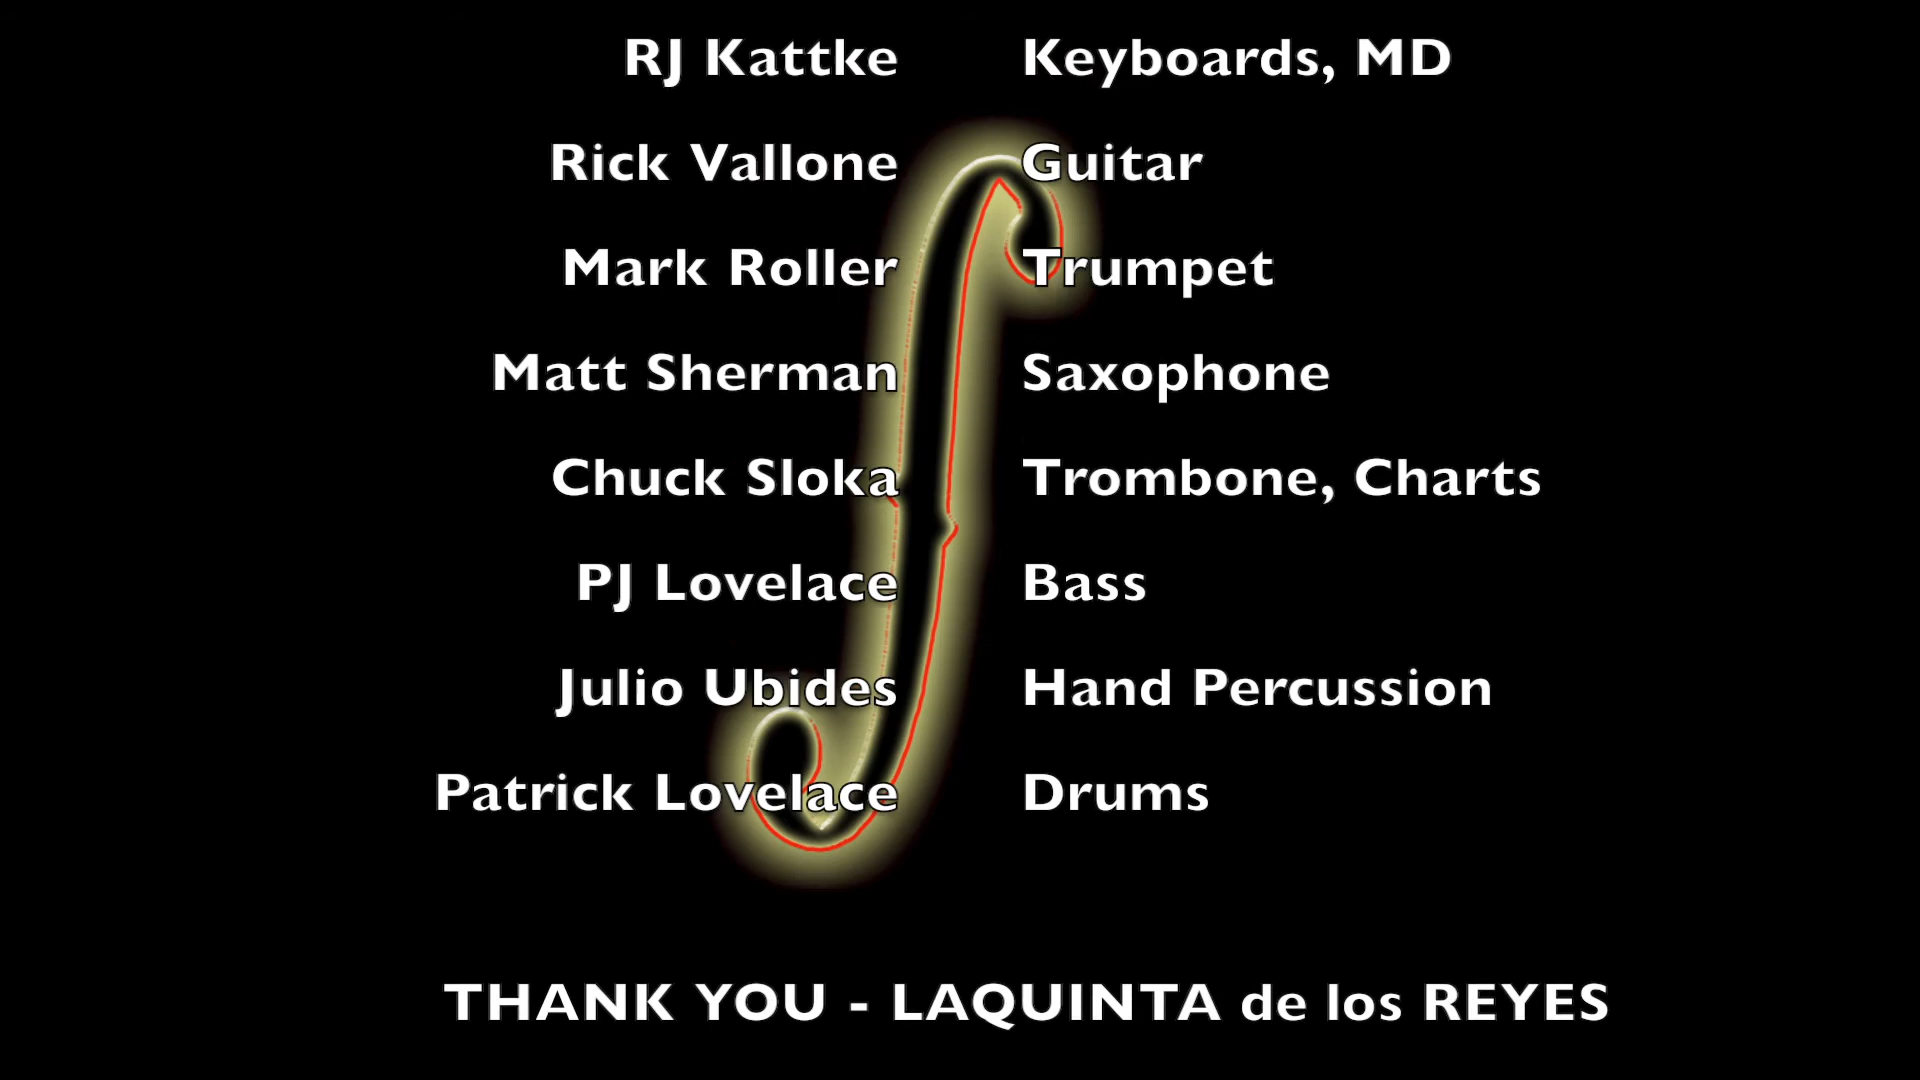 RJ Kattke Keyboards, MD
Rick Vallone Guitar
Mark Roller Trumpet
Matt Sherman Saxophone
Chuck Sloka Trombone, Charts
PJ Lovelace Bass
Julio Ubides Hand Percussion
Patrick Lovelace Drums
THANK YOU - LAQUINTA de los REYES